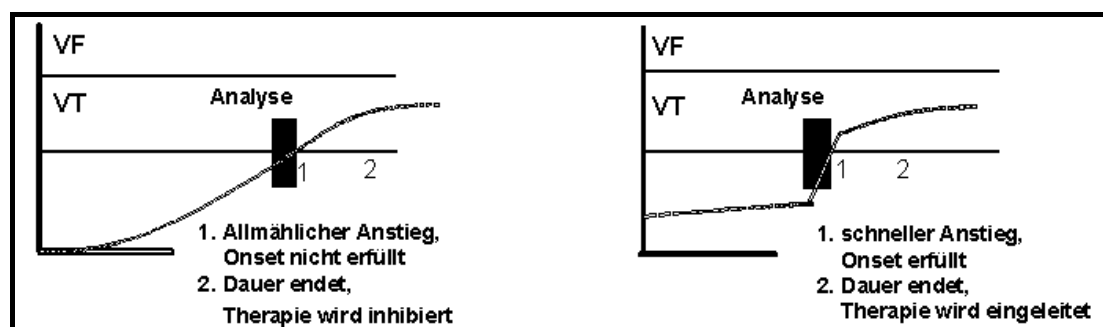 VF
VT
Analyse
1
2
1. Allmählicher Anstieg,
Onset nicht erfüllt
2. Dauer endet,
Therapie wird inhibiert
VF
VT
Analyse
1
2
1. schneller Anstieg,
Onset erfüllt
2. Dauer endet,
Therapie wird eingeleitet